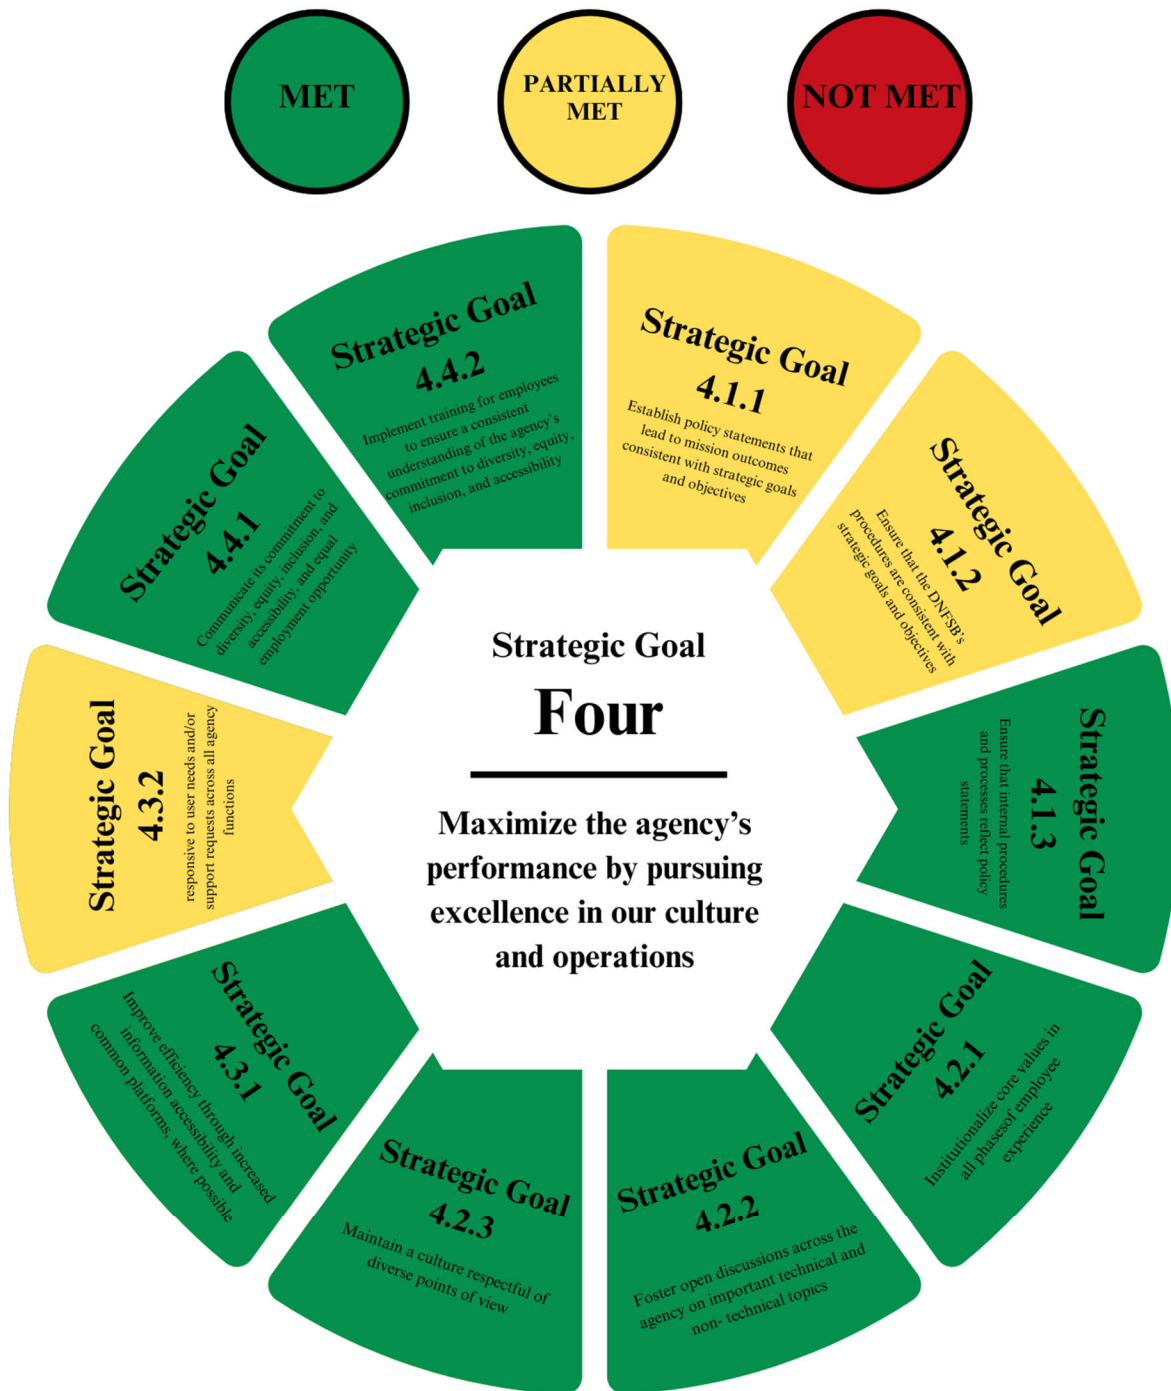 MET
PARTIALLY
MET
NOT MET
Strategic Goal
Four
Maximize the agency's
performance by pursuing
excellence in our culture
and operations
Strategic Goal
4.1.1
Establish policy statements that
lead to mission outcomes
consistent with strategic goals
and objectives
Strategic Goal
4.1.2
Ensure that the DNFSB's
procedures are consistent with
strategic goals and objectives
Strategic Goal
4.1.3
Ensure that internal procedures
and processes reflect policy
statements
Strategic Goal
4.2.1
Institutionalize core values in
all phasesof employee
experience
Strategic Goal
4.2.2
Foster open discussions across the
agency on important technical and
non- technical topics
Strategic Goal
4.2.3
Maintain a culture respectful of
diverse points of view
Strategic Goal
4.3.1
Improve efficiency through increased
information accessibility and
common platforms, where possible
Strategic Goal
4.3.2
responsive to user needs and/or
support requests across all agency
functions
Strategic Goal
4.4.1
Communicate its commitment to
diversity, equity, inclusion, and
accessibility, and equal
employment opportunity
Strategic Goal
4.4.2
Implement training for employees
to ensure a consistent
understanding of the agency's
commitment to diversity, equity,
inclusion, and accessibility